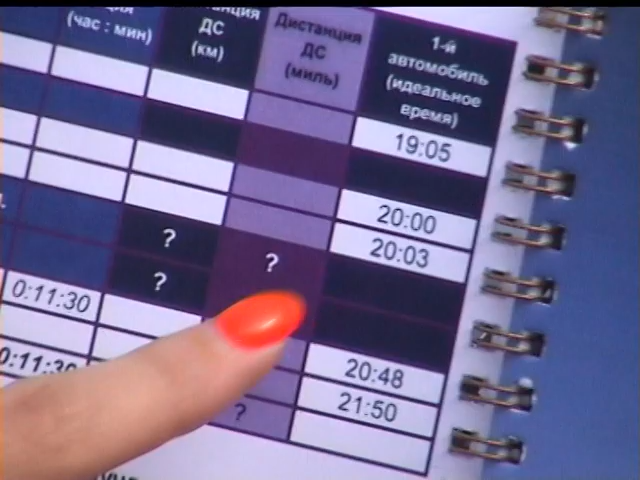 (час : мин)
ДС
(км)
Дистанция
ДС
(миль)
1-й
автомобиль
(идеальное
время)
19:05
20:00
20:03
? ?
?
0:11:30
20:48
0:11:30
21:50
?